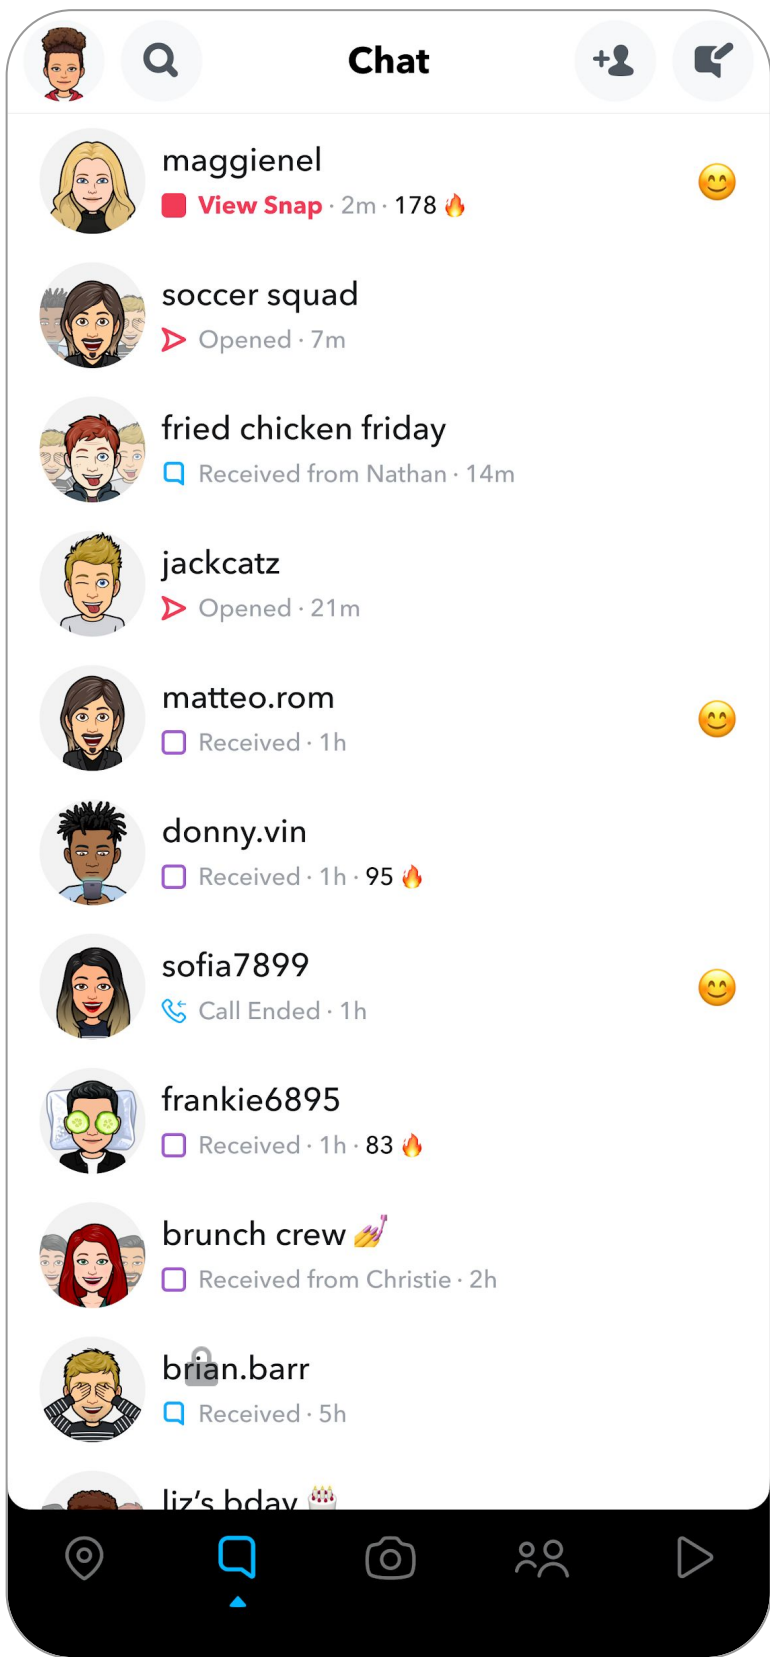 Chat
maggienel
View Snap · 2m · 178 🔥
soccer squad
Opened · 7m
fried chicken friday
Received from Nathan · 14m
jackcatz
Opened · 21m
matteo.rom
Received · 1h
donny.vin
Received · 1h · 95 🔥
sofia7899
Call Ended · 1h
frankie6895
Received · 1h · 83 🔥
brunch crew 💅
Received from Christie · 2h
brian.barr
Received · 5h
liz's bday 🎂